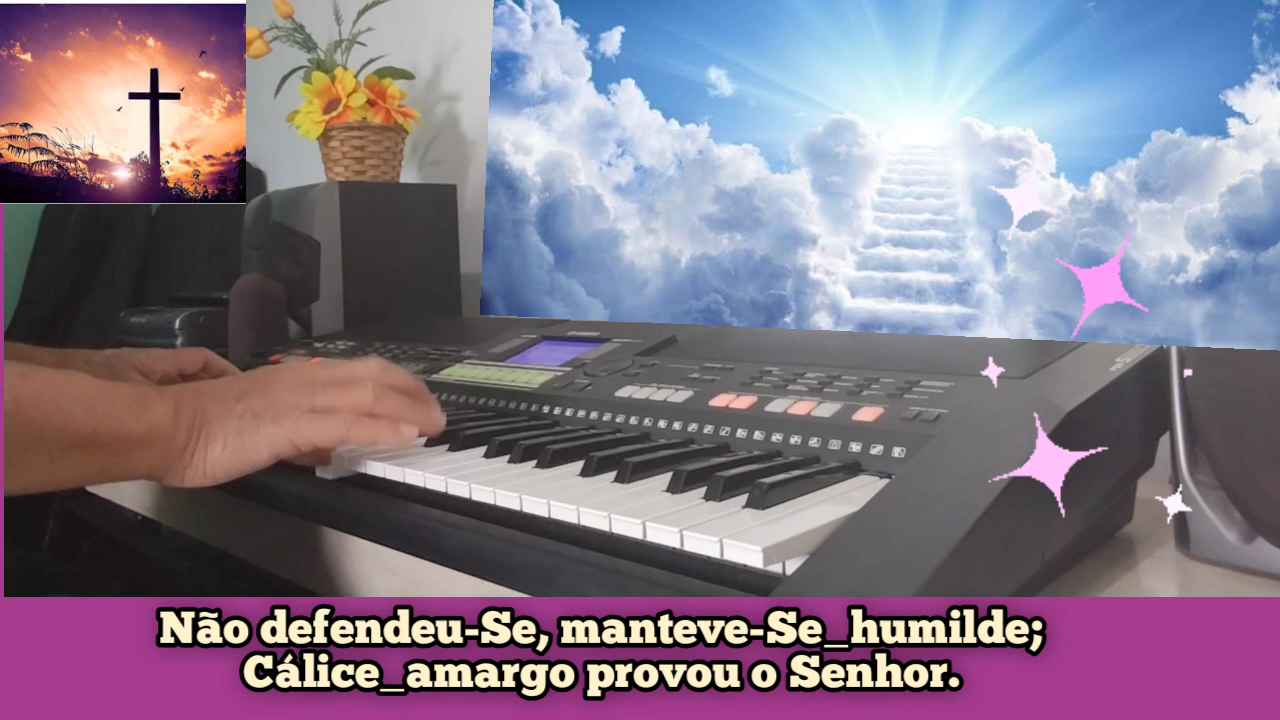 Não defendeu-Se, manteve-Se_humilde;
Cálice_amargo provou o Senhor.